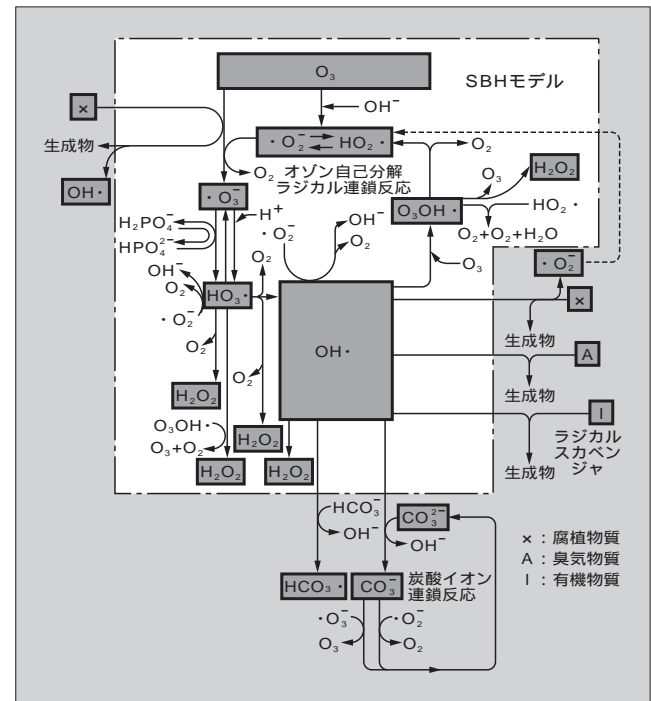 O₃
SBHモデル
×
OH⁻
生成物
・O₂⁻ HO₂・
O₂
O₂
オゾン自己分解
ラジカル連鎖反応
O₃
H₂O₂
OH・
・O₃⁻
O₃OH・
HO₂・
H⁺
OH⁻
H₂PO₄⁻
・O₂⁻
O₂
O₂+O₂+H₂O
HPO₄²⁻
O₃
・O₂⁻
OH⁻
O₂
O₂
HO₃・
×
・O₂⁻
生成物
O₂
OH・
A
O₂
生成物
H₂O₂
I
O₃OH・
ラジカル
スカベン
ジャ
O₃+O₂
H₂O₂
H₂O₂
H₂O₂
生成物
HCO₃⁻
CO₃²⁻
OH⁻
OH⁻
×：腐植物質
A：臭気物質
I：有機物質
HCO₃・
CO₃⁻
炭酸イオン
連鎖反応
・O₃⁻
・O₂⁻
O₃
O₂